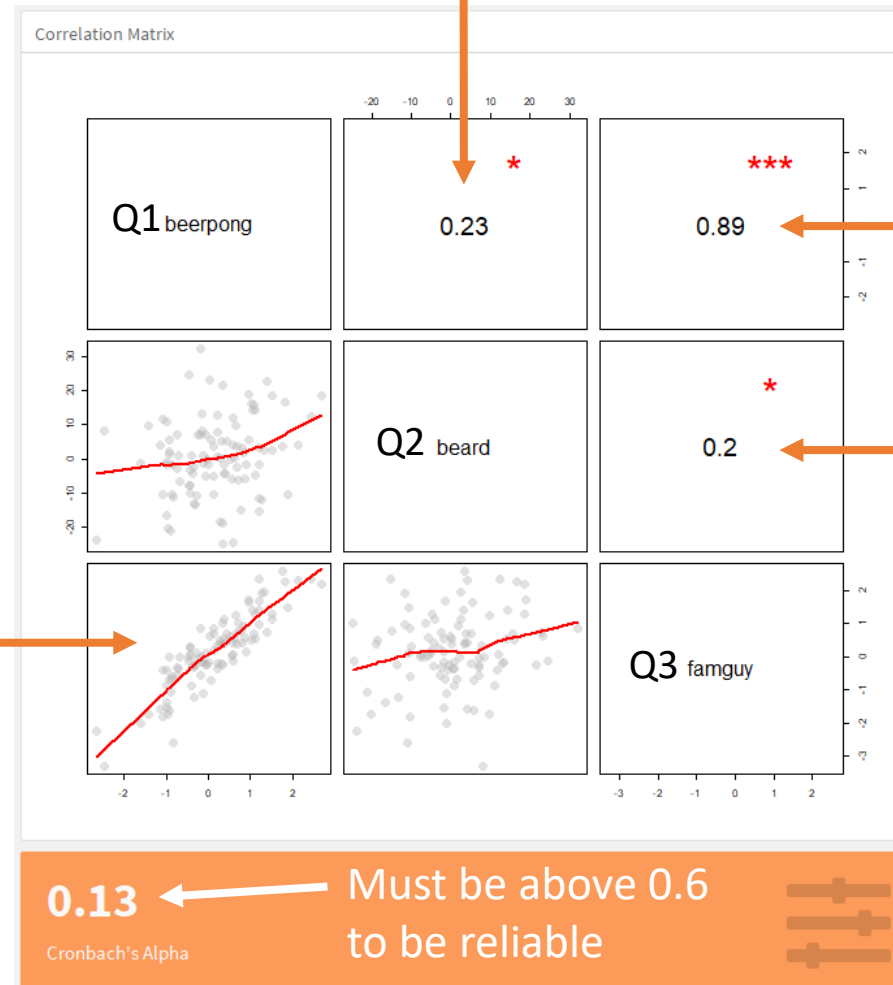 Correlation Matrix
-20 -10 0 10 20 30
Q1 beerpong
*
0.23
***
0.89
2
1
-1
-2
30
20
10
0
-10
-20
Q2 beard
*
0.2
Q3 famguy
2
1
0
-1
-2
-3
-2 -1 0 1 2
-3 -2 -1 0 1 2
0.13
Cronbach's Alpha
Must be above 0.6
to be reliable